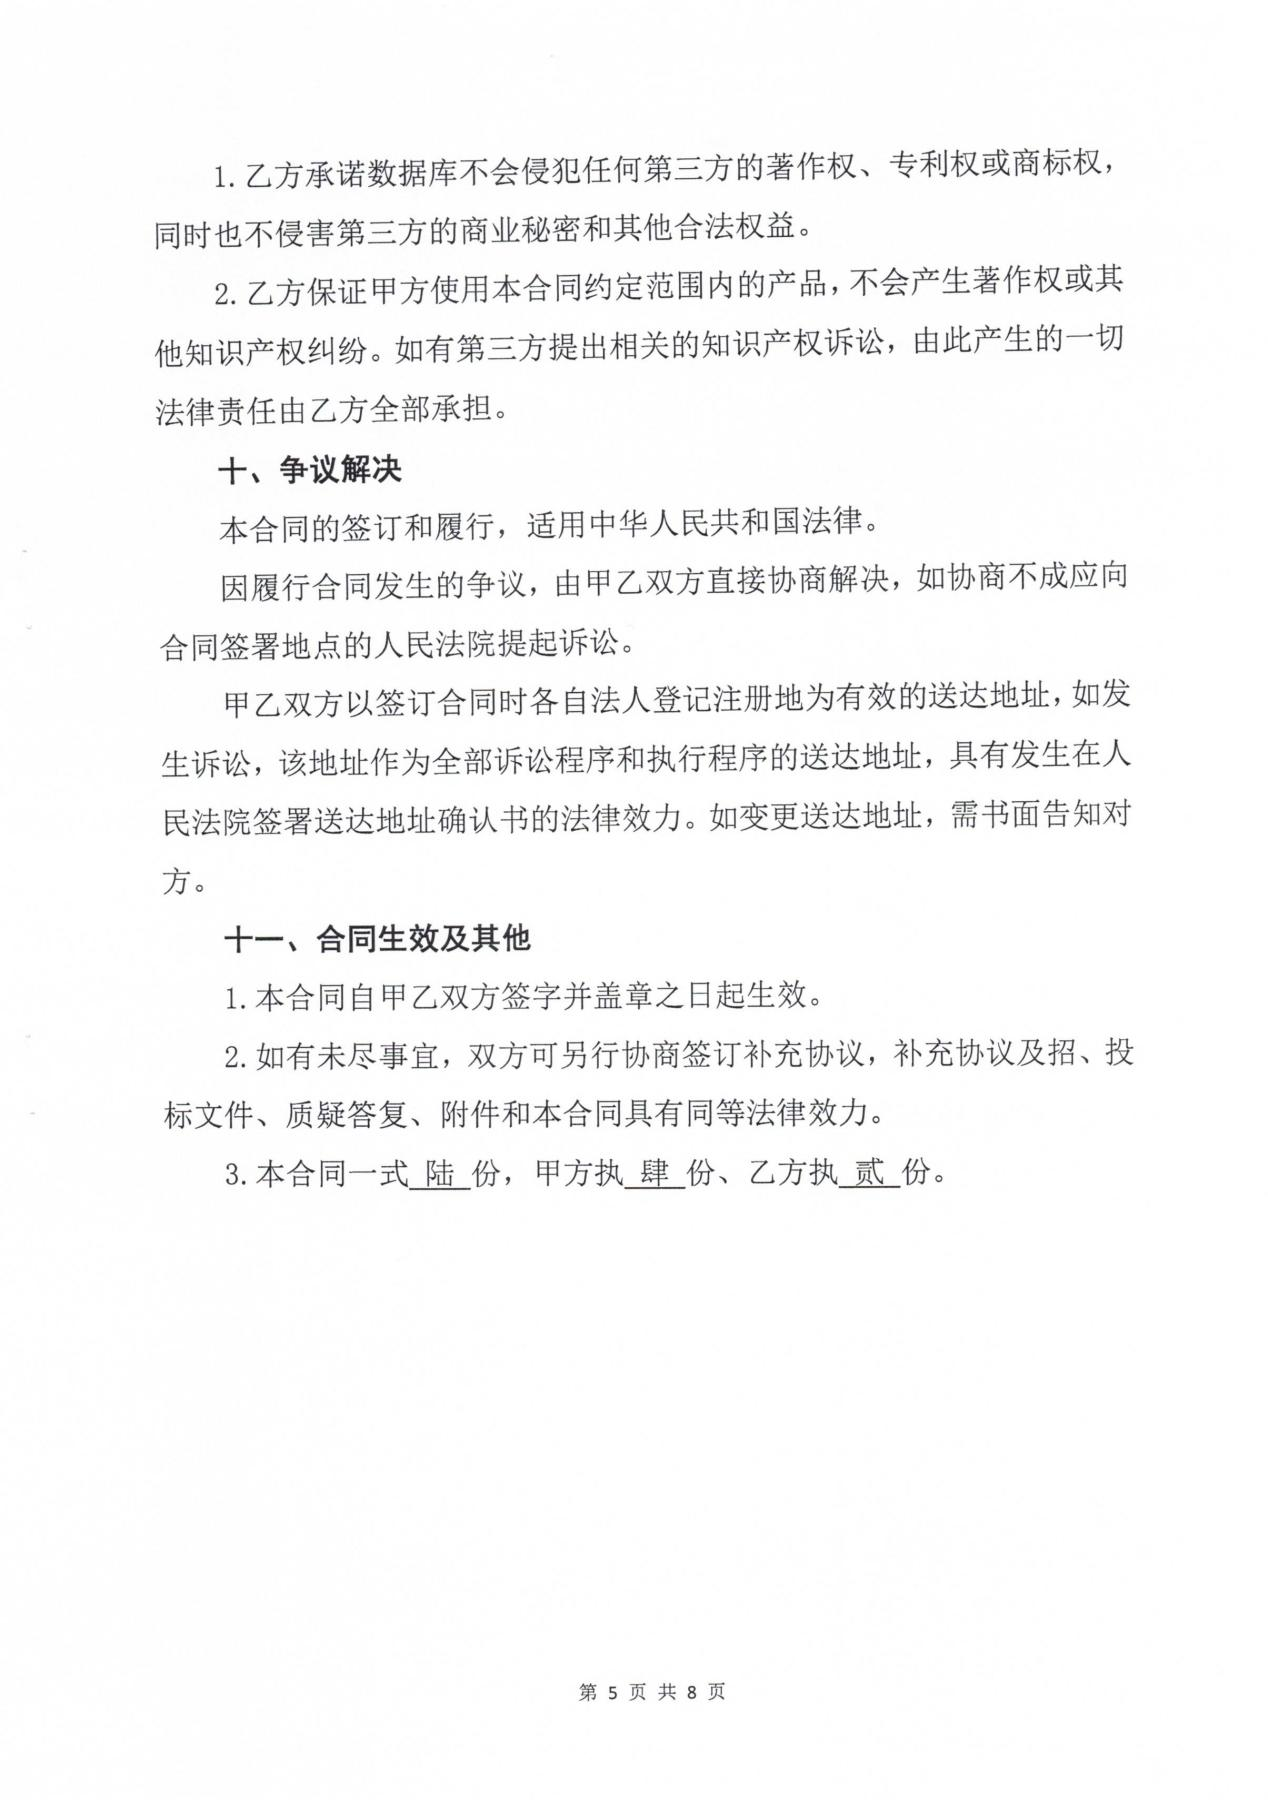 1.乙方承诺数据库不会侵犯任何第三方的著作权、专利权或商标权，
同时也不侵害第三方的商业秘密和其他合法权益。
2.乙方保证甲方使用本合同约定范围内的产品，不会产生著作权或其
他知识产权纠纷。如有第三方提出相关的知识产权诉讼，由此产生的一切
法律责任由乙方全部承担。
十、争议解决
本合同的签订和履行，适用中华人民共和国法律。
因履行合同发生的争议，由甲乙双方直接协商解决，如协商不成应向
合同签署地点的人民法院提起诉讼。
甲乙双方以签订合同时各自法人登记注册地为有效的送达地址，如发
生诉讼，该地址作为全部诉讼程序和执行程序的送达地址，具有发生在人
民法院签署送达地址确认书的法律效力。如变更送达地址，需书面告知对
方。
十一、合同生效及其他
1.本合同自甲乙双方签字并盖章之日起生效。
2.如有未尽事宜，双方可另行协商签订补充协议，补充协议及招、投
标文件、质疑答复、附件和本合同具有同等法律效力。
3.本合同一式 陆 份，甲方执 肆 份、乙方执 贰 份。
第 5 页 共 8 页